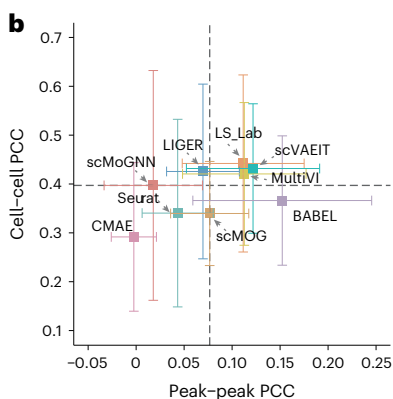 b
0.7
0.6
0.5
0.4
0.3
0.2
0.1
Cell–cell PCC
LS_Lab
LIGER
scVAEIT
scMoGNN
MultiVI
Seurat
BABEL
CMAE
scMOG
−0.05 0 0.05 0.10 0.15 0.20 0.25
Peak–peak PCC